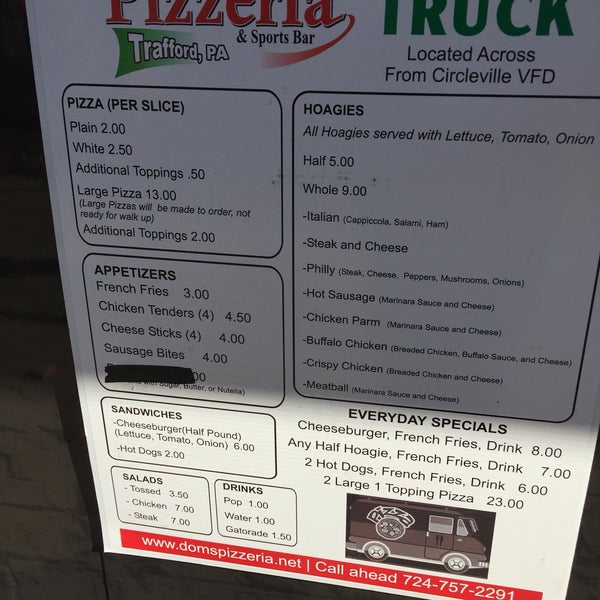 Pizzeria
& Sports Bar
Trafford, PA
TRUCK
Located Across
From Circleville VFD
PIZZA (PER SLICE)
Plain 2.00
White 2.50
Additional Toppings .50
Large Pizza 13.00
(Large Pizzas will be made to order, not
ready for walk up)
Additional Toppings 2.00
APPETIZERS
French Fries 3.00
Chicken Tenders (4) 4.50
Cheese Sticks (4) 4.00
Sausage Bites 4.00
00
with Sugar, Butter, or Nutella)
SANDWICHES
-Cheeseburger(Half Pound)
(Lettuce, Tomato, Onion) 6.00
-Hot Dogs 2.00
SALADS
- Tossed 3.50
- Chicken 7.00
- Steak 7.00
DRINKS
Pop 1.00
Water 1.00
Gatorade 1.50
HOAGIES
All Hoagies served with Lettuce, Tomato, Onion
Half 5.00
Whole 9.00
-Italian (Cappiccola, Salami, Ham)
-Steak and Cheese
-Philly (Steak, Cheese, Peppers, Mushrooms, Onions)
-Hot Sausage (Marinara Sauce and Cheese)
-Chicken Parm (Marinara Sauce and Cheese)
-Buffalo Chicken (Breaded Chicken, Buffalo Sauce, and Cheese)
-Crispy Chicken (Breaded Chicken and Cheese)
-Meatball (Marinara Sauce and Cheese)
EVERYDAY SPECIALS
Cheeseburger, French Fries, Drink 8.00
Any Half Hoagie, French Fries, Drink 7.00
2 Hot Dogs, French Fries, Drink 6.00
2 Large 1 Topping Pizza 23.00
PIZZA
www.domspizzeria.net | Call ahead 724-757-2291